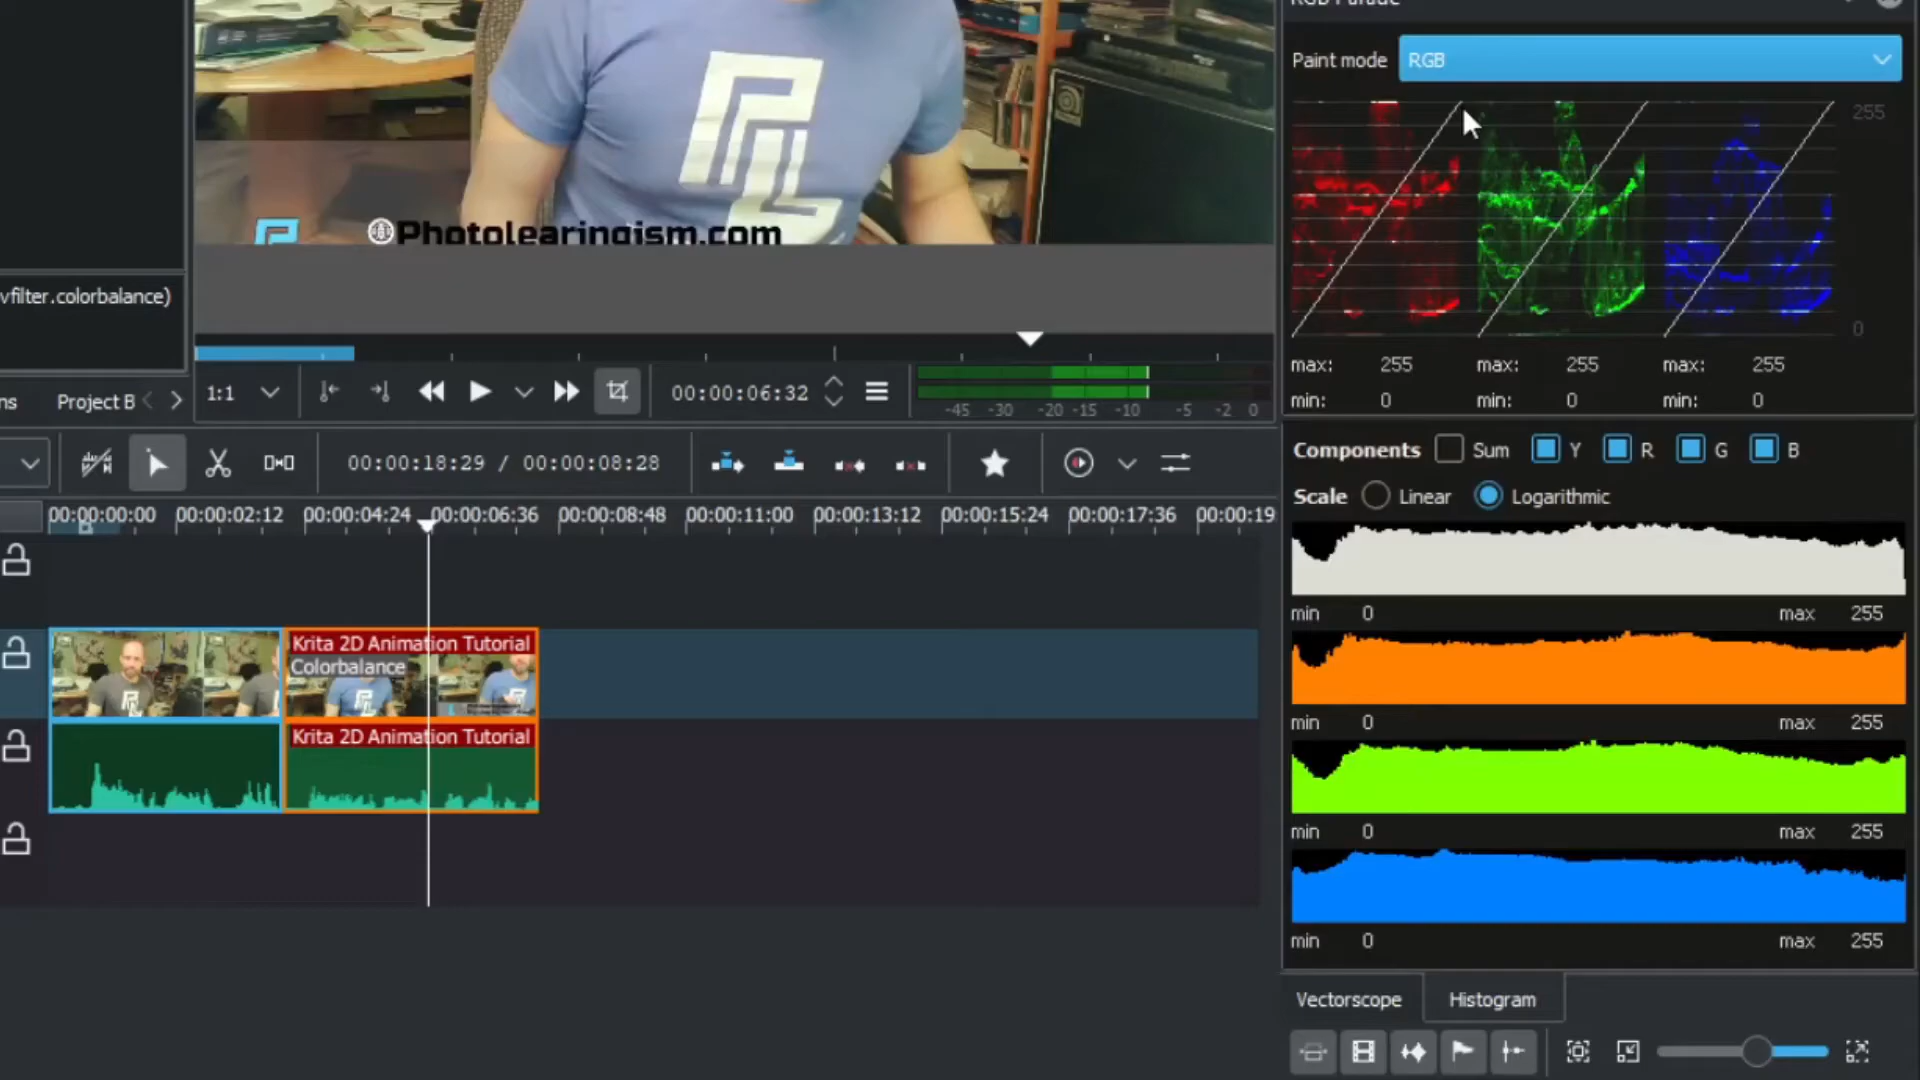 RGB Parade
Paint mode RGB
255
0
max: 255 max: 255 max: 255
min: 0 min: 0 min: 0
Photolearingism.com
vfilter.colorbalance)
ns Project B
1:1
00:00:06:32
-45 -30 -20 -15 -10 -5 -2 0
00:00:18:29 / 00:00:08:28
00:00:00:00 00:00:02:12 00:00:04:24 00:00:06:36 00:00:08:48 00:00:11:00 00:00:13:12 00:00:15:24 00:00:17:36 00:00:19
Krita 2D Animation Tutorial
Colorbalance
Krita 2D Animation Tutorial
Components Sum Y R G B
Scale Linear Logarithmic
min 0 max 255
min 0 max 255
min 0 max 255
min 0 max 255
Vectorscope Histogram